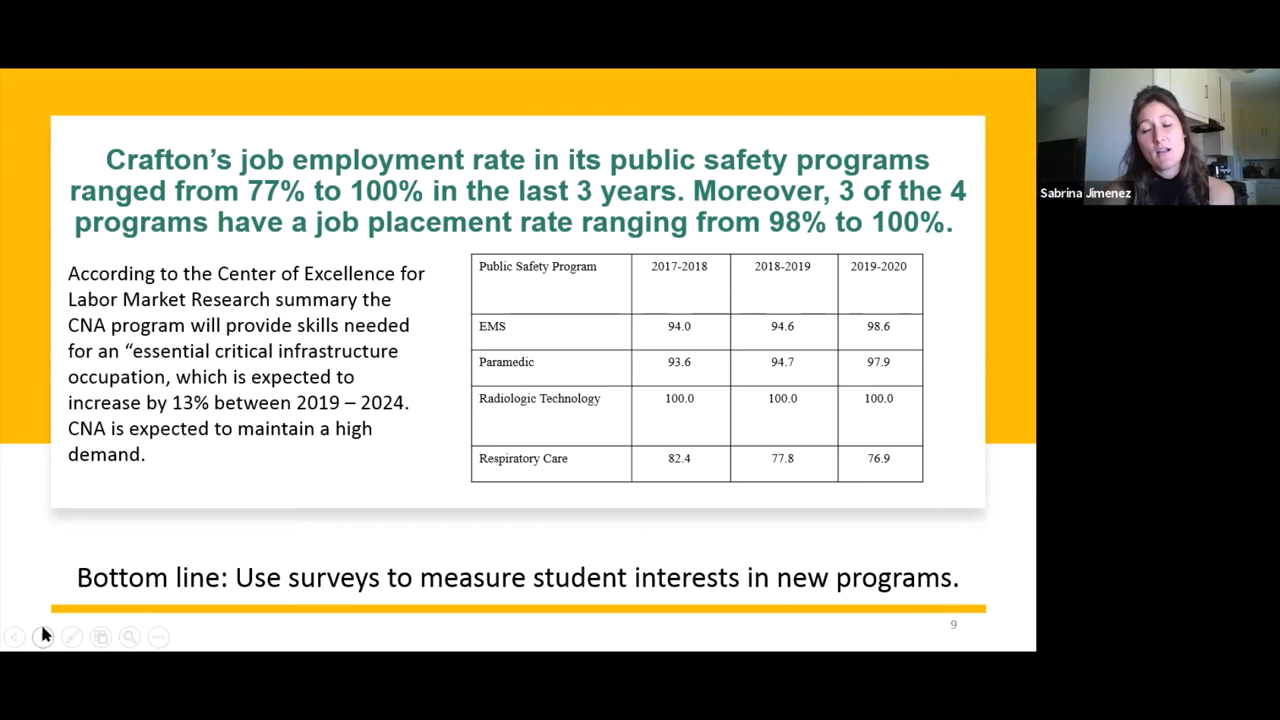 Crafton's job employment rate in its public safety programs
ranged from 77% to 100% in the last 3 years. Moreover, 3 of the 4
programs have a job placement rate ranging from 98% to 100%.
According to the Center of Excellence for
Labor Market Research summary the
CNA program will provide skills needed
for an “essential critical infrastructure
occupation, which is expected to
increase by 13% between 2019 – 2024.
CNA is expected to maintain a high
demand.
Public Safety Program 2017-2018 2018-2019 2019-2020
EMS 94.0 94.6 98.6
Paramedic 93.6 94.7 97.9
Radiologic Technology 100.0 100.0 100.0
Respiratory Care 82.4 77.8 76.9
Bottom line: Use surveys to measure student interests in new programs.
9
Sabrina Jimenez